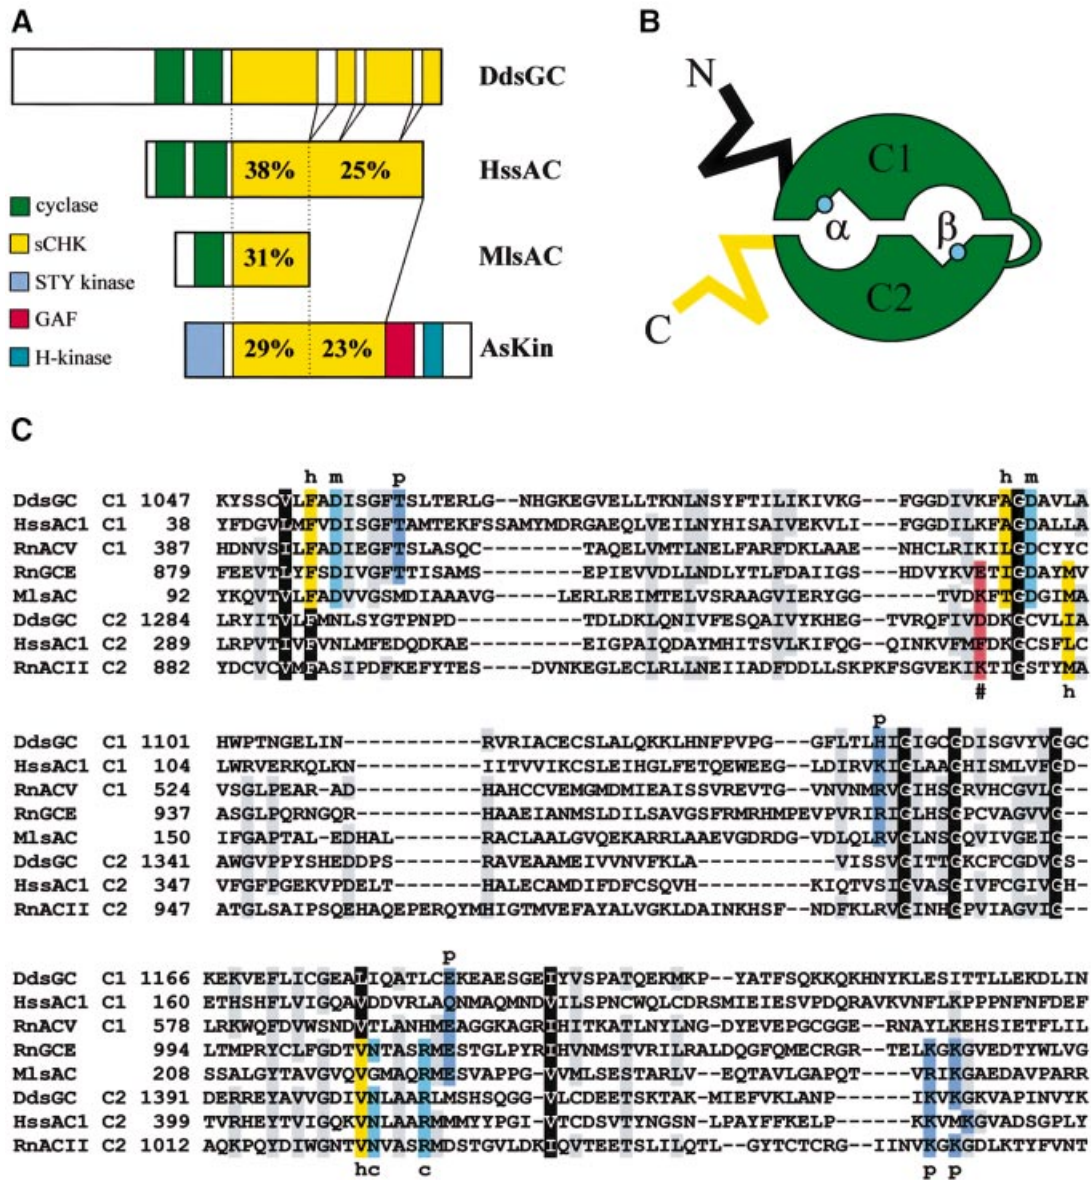 A
DdsGC
38% 25% HssAC
31% MlsAC
29% 23% AsKin
cyclase
sCHK
STY kinase
GAF
H-kinase
B
N
C1
α β
C2
C
C
h m p h m
DdsGC C1 1047 KYSSCVLFADISGFTSLTERLG--NHGKEGVELLTKNLNSYFTILIKIVKG----FGGDIVKFAGDAVLA
HssAC1 C1 38 YFDGVLMFVDISGFTAMTEKFSSAMYMDRGAEQLVEILNYHISAIVEKVLI----FGGDILKFAGDALLA
RnACV C1 387 HDNVSILFADIEGFTSLASQC---------TAQELVMTLNELFARFDKLAAE---NHCLRIKILGDCYYC
RnGCE 879 FEEVTLYFSDIVGFTTISAMS---------EPIEVVDLLNDLYTLFDAIIGS---HDVYKVETIGDAYMV
MlsAC 92 YKQVTVLFADVVGSMDIAAAVG--------LERLREIMTELVSRAAGVIERYGG------TVDKFTGDGIMA
DdsGC C2 1284 LRYITVLFMNLSYGTPNPD---------TDLDKLQNIVFESQAIVYKHEG---TVRQFIVDDKGCVLIA
HssAC1 C2 289 LRPVTIVFVNLMFEDQDKAE--------EIGPAIQDAYMHITSVLKIFQG---QINKVFMFDKGCSFLC
RnACII C2 882 YDCVCVMFASIPDFKEFYTES-----DVNKEGLECLRLLNEIIADFDDLLSKPKFSGVEKIKTIGSTYMA
# h
p
DdsGC C1 1101 HWPTNGELIN-----------RVRIACECSLALQKKLHNFPVPG---GFLTLHIGIGCGDISGVYVGGC
HssAC1 C1 104 LWRVERKQLKN----------IITVVIKCSLEIHGLFETQEWEEG--LDIRVKIGLAAGHISMLVFGD-
RnACV C1 524 VSGLPEAR-AD----------HAHCCVEMGMDMIEAISSVREVTG--VNVNMRVGIHSGRVHCGVLG--
RnGCE 937 ASGLPQRNGQR----------HAAEIANMSLDILSAVGSFRMRHMPEVPVRIRIGLHSGPCVAGVVG--
MlsAC 150 IFGAPTAL-EDHAL-------RACLAALGVQEKARRLAAEVGDRDG-VDLQLRVGLNSGQVIVGEIG--
DdsGC C2 1341 AWGVPPYSHEDDPS-------RAVEAAMEIVVNVFKLA---------VISSVGITTGKCFCGDVGS-
HssAC1 C2 347 VFGFPGEKVPDELT-------HALECAMDIFDFCSQVH---------KIQTVSIGVASGIVFCGIVGH-
RnACII C2 947 ATGLSAIPSQEHAQEPERQYMHIGTMVEFAYALVGKLDAINKHSF--NDFKLRVGINHGPVIAGVIG--
p
DdsGC C1 1166 KEKVEFLICGEALIQATLCEKEAESGEIYVSPATQEKMKP--YATFSQKKQKHNYKLESITTLLEKDLIN
HssAC1 C1 160 ETHSHFLVIGQAVDDVRLAQNMAQMNDVILSPNCWQLCDRSMIEIESVPDQRAVKVNFLKPPPNFNFDEF
RnACV C1 578 LRKWQFDVWSNDVTLANHMEAGGKAGRIHITKATLNYLNG-DYEVEPGCGGE--RNAYLKEHSIETFLIL
RnGCE 994 LTMPRYCLFGDTVNTASRMESTGLPYRIHVNMSTVRILRALDQGFQMECRGR--TELKGKGVEDTYWLVG
MlsAC 208 SSALGYTAVGVQVGMAQRMESVAPPG-VVMLSESTARLV--EQTAVLGAPQT----VRIKGAEDAVPARR
DdsGC C2 1391 DERREYAVVGDIVNLAARLMSHSQGG--VLCDEETSKTAK-MIEFVKLANP-----IKVKGKVAPINVYK
HssAC1 C2 399 TVRHEYTVIGQKVNLAARMMMYYPGI-VTCDSVTYNGSN-LPAYFFKELP------KKVMKGVADSGPLY
RnACII C2 1012 AQKPQYDIWGNTVNVASRMDSTGVLDKIQVTEETSLILQTL-GYTCTCRG---IINVKGKGDLKTYFVNT
hc c p p